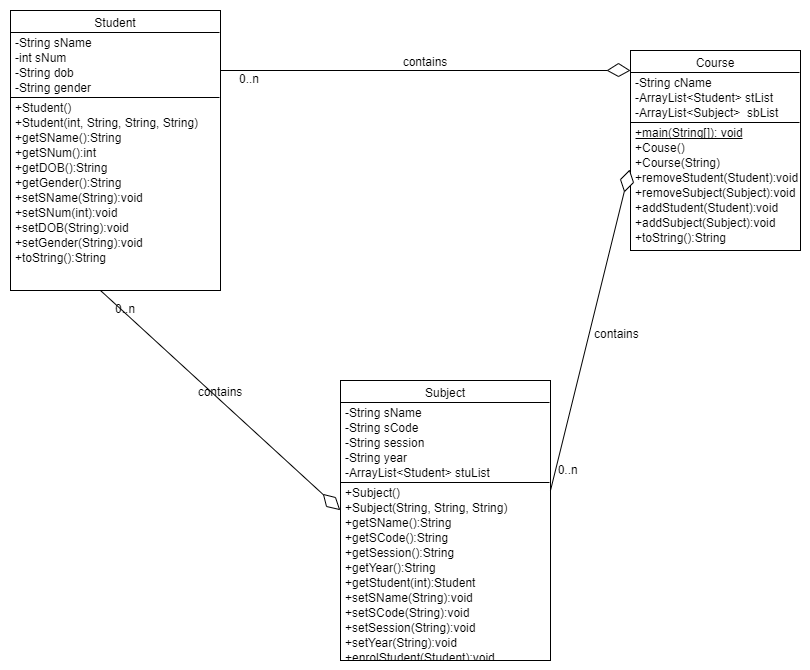 Student
-String sName
-int sNum
-String dob
-String gender
+Student()
+Student(int, String, String, String)
+getSName():String
+getSNum():int
+getDOB():String
+getGender():String
+setSName(String):void
+setSNum(int):void
+setDOB(String):void
+setGender(String):void
+toString():String
contains
0..n
Course
-String cName
-ArrayList<Student> stList
-ArrayList<Subject> sbList
+main(String[]): void
+Couse()
+Course(String)
+removeStudent(Student):void
+removeSubject(Subject):void
+addStudent(Student):void
+addSubject(Subject):void
+toString():String
0..n
contains
contains
0..n
Subject
-String sName
-String sCode
-String session
-String year
-ArrayList<Student> stuList
+Subject()
+Subject(String, String, String)
+getSName():String
+getSCode():String
+getSession():String
+getYear():String
+getStudent(int):Student
+setSName(String):void
+setSCode(String):void
+setSession(String):void
+setYear(String):void
+enrolStudent(Student):void